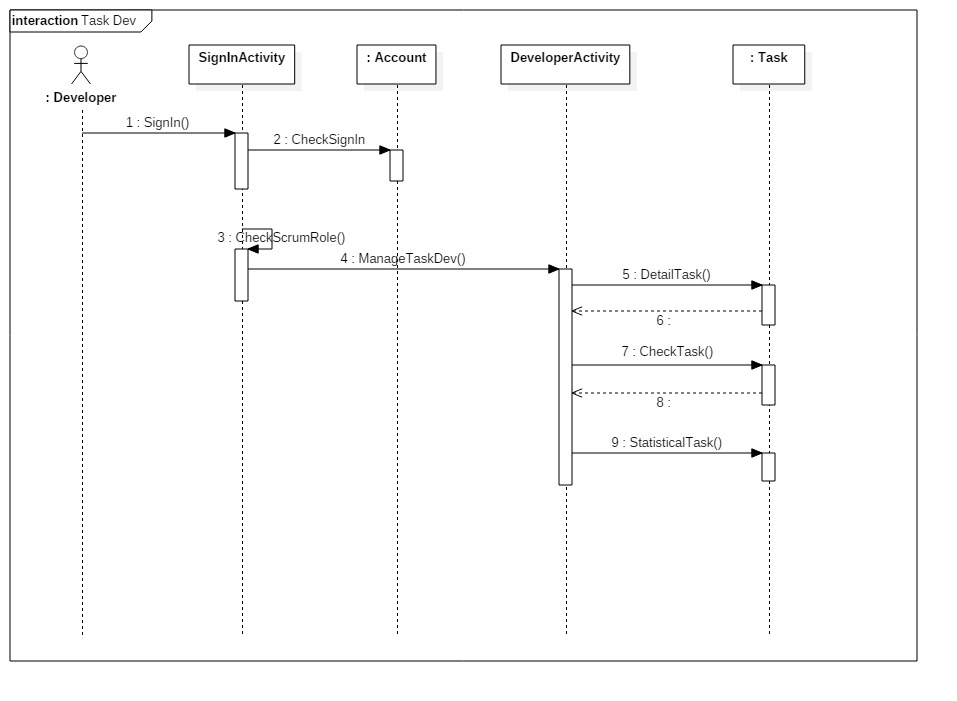 interaction Task Dev
SignInActivity
: Account
DeveloperActivity
: Task
: Developer
1 : SignIn()
2 : CheckSignIn
3 : CheckScrumRole()
4 : ManageTaskDev()
5 : DetailTask()
6 :
7 : CheckTask()
8 :
9 : StatisticalTask()